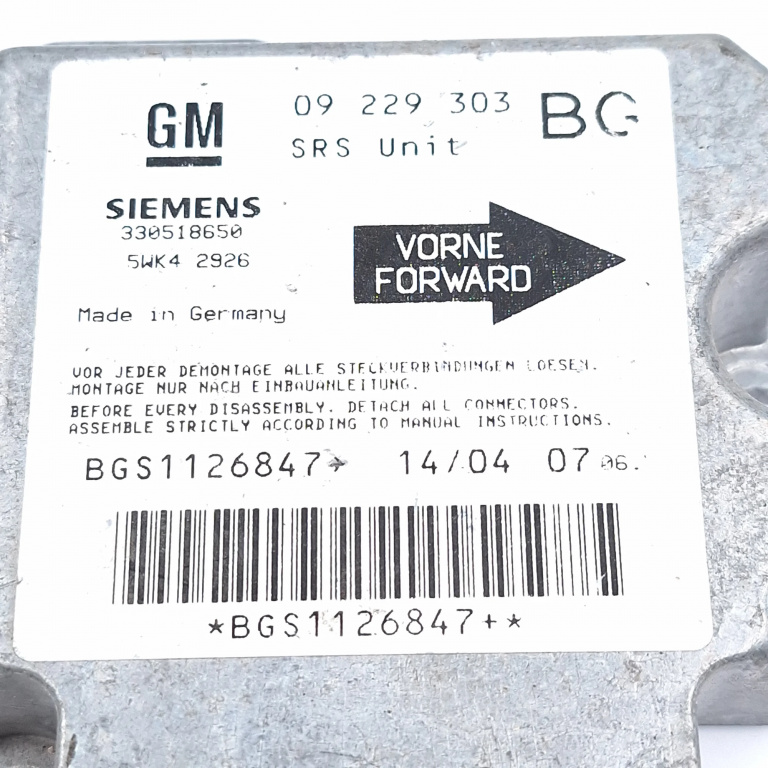 GM
09 229 303 BG
SRS Unit
SIEMENS
330518650
5WK4 2926
VORNE
FORWARD
Made in Germany
VOR JEDER DEMONTAGE ALLE STECKVERBINDUNGEN LOESEN.
MONTAGE NUR NACH EINBAUANLEITUNG.
BEFORE EVERY DISASSEMBLY. DETACH ALL CONNECTORS.
ASSEMBLE STRICTLY ACCORDING TO MANUAL INSTRUCTIONS.
BGS1126847+ 14/04 07 06.
*BGS1126847+*